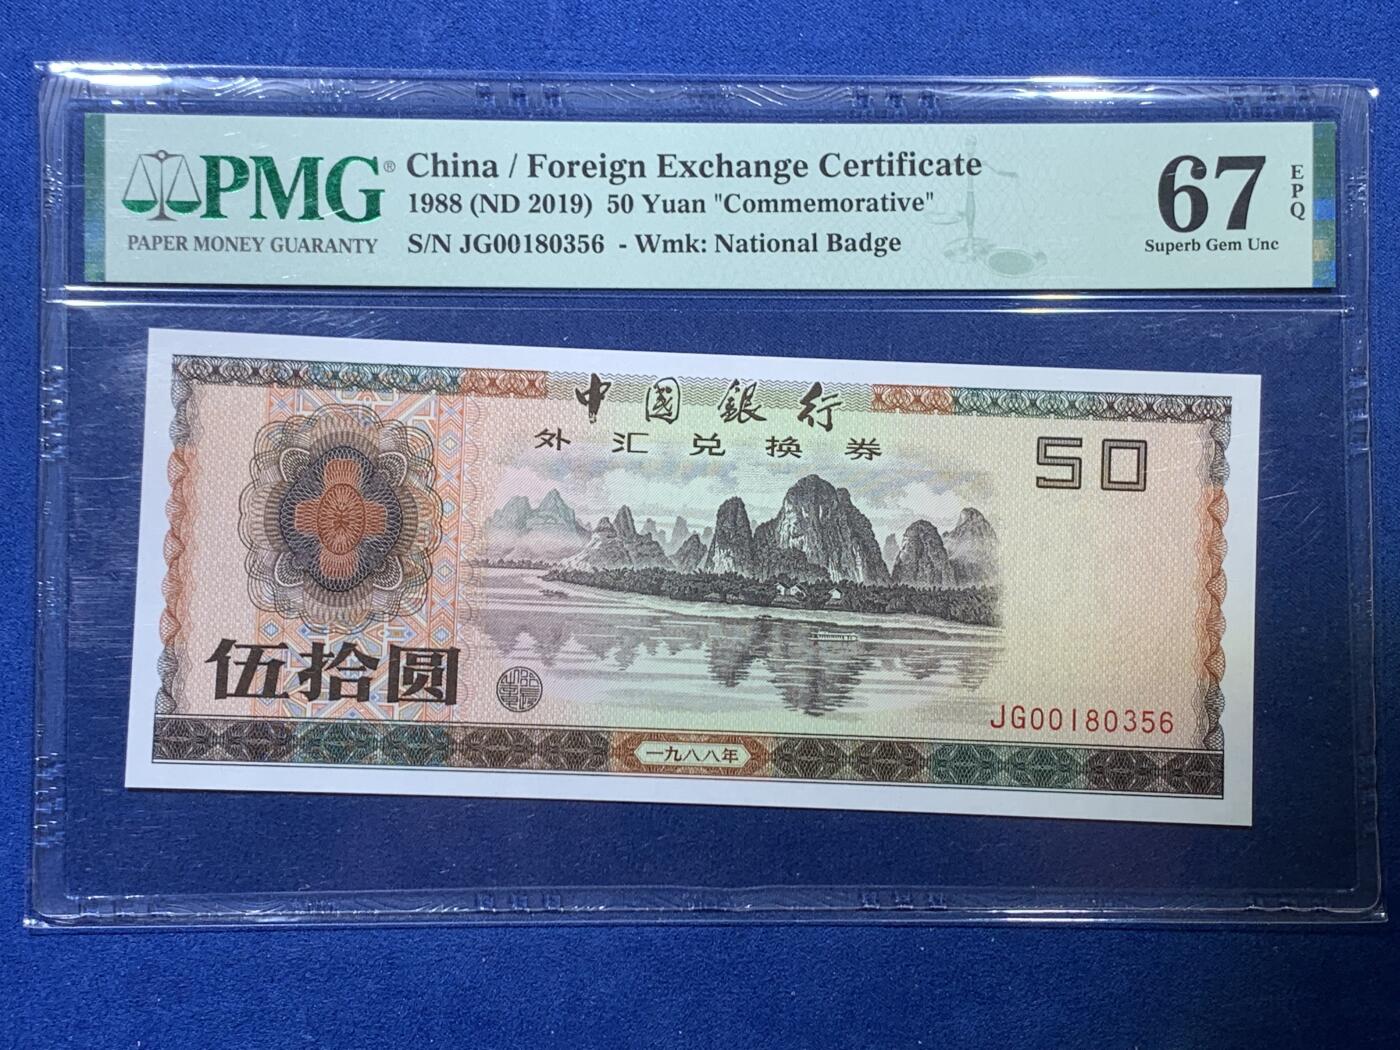 PMG®
PAPER MONEY GUARANTY
China / Foreign Exchange Certificate
1988 (ND 2019) 50 Yuan "Commemorative"
S/N JG00180356 - Wmk: National Badge
67
EPQ
Superb Gem Unc
中國銀行
外汇兑换券
50
伍拾圆
JG00180356
一九八八年